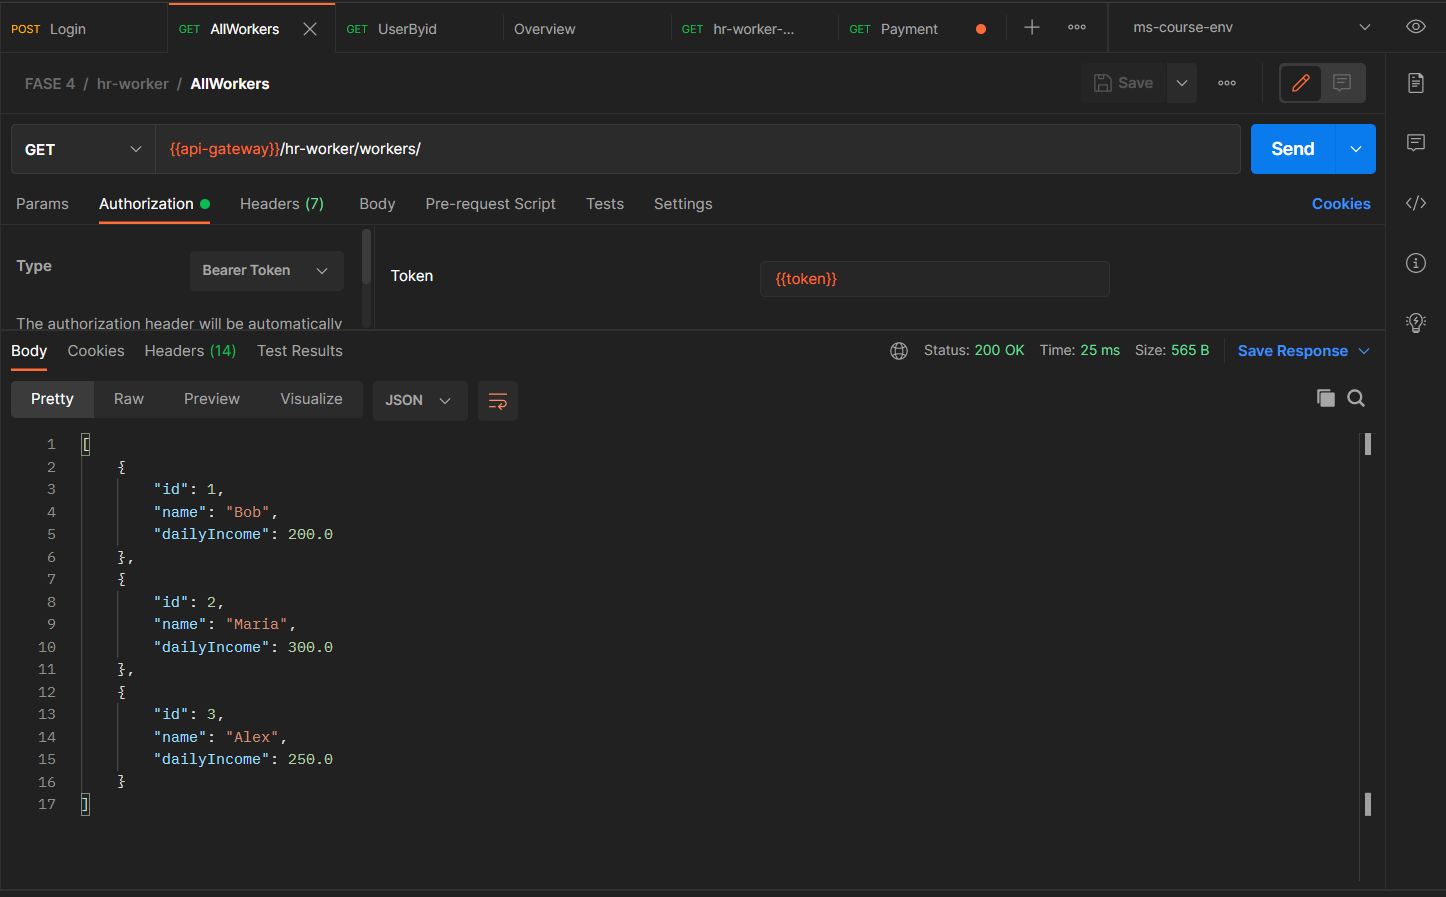 POST Login GET AllWorkers GET UserByid Overview GET hr-worker-... GET Payment ms-course-env
FASE 4 / hr-worker / AllWorkers Save
GET {{api-gateway}}/hr-worker/workers/ Send
Params Authorization Headers (7) Body Pre-request Script Tests Settings Cookies
Type Bearer Token Token {{token}}
The authorization header will be automatically
Body Cookies Headers (14) Test Results Status: 200 OK Time: 25 ms Size: 565 B Save Response
Pretty Raw Preview Visualize JSON
1 [
2 {
3 "id": 1,
4 "name": "Bob",
5 "dailyIncome": 200.0
6 },
7 {
8 "id": 2,
9 "name": "Maria",
10 "dailyIncome": 300.0
11 },
12 {
13 "id": 3,
14 "name": "Alex",
15 "dailyIncome": 250.0
16 }
17 ]